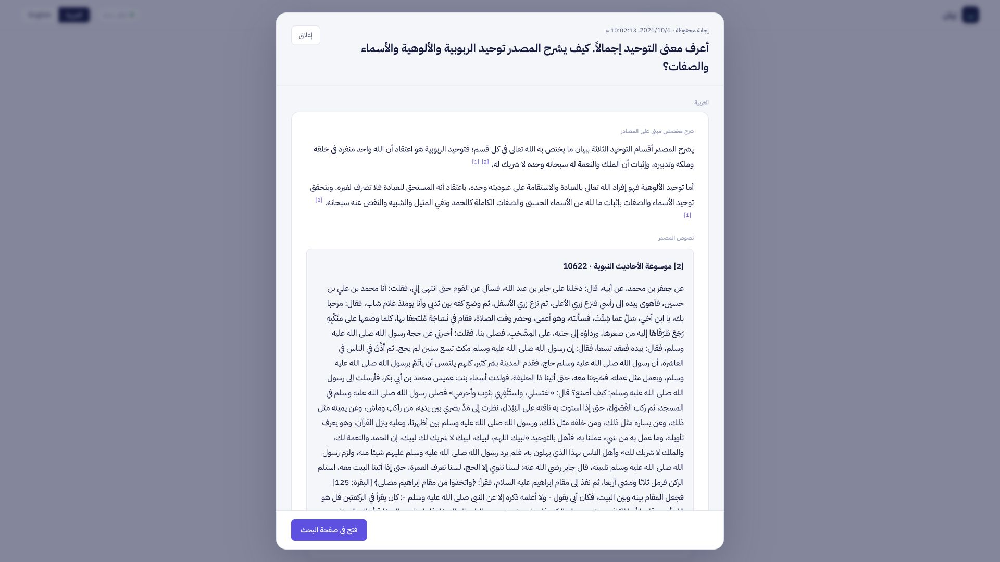 إجابة محفوظة · 2026/10/6، 10:02:13 م
إغلاق
أعرف معنى التوحيد إجمالاً. كيف يشرح المصدر توحيد الربوبية والألوهية والأسماء
والصفات؟
العربية
شرح مخصص مبني على المصادر
يشرح المصدر أقسام التوحيد الثلاثة ببيان ما يختص به الله تعالى في كل قسم؛ فتوحيد الربوبية هو اعتقاد أن الله واحد منفرد في خلقه
وملكه وتدبيره، وإثبات أن الملك والنعمة له سبحانه وحده لا شريك له. [2] [1]
أما توحيد الألوهية فهو إفراد الله تعالى بالعبادة والاستقامة على عبوديته وحده، باعتقاد أنه المستحق للعبادة فلا تصرف لغيره. ويتحقق
توحيد الأسماء والصفات بإثبات ما لله من الأسماء الحسنى والصفات الكاملة كالحمد ونفي المثيل والشبيه والنقص عنه سبحانه. [2]
[1]
نصوص المصدر
[2] موسوعة الأحاديث النبوية · 10622
عن جعفر بن محمد، عن أبيه، قال: دخلنا على جابر بن عبد الله، فسأل عن القوم حتى انتهى إلي، فقلت: أنا محمد بن علي بن
حسين، فأهوى بيده إلى رأسي فنزع زري الأعلى، ثم نزع زري الأسفل، ثم وضع كفه بين ثديي وأنا يومئذ غلام شاب، فقال: مرحبا
بك، يا ابن أخي، سَلْ عما شِئْتَ، فسألته، وهو أعمى، وحضر وقت الصلاة، فقام في نَسَاجَة مُلتحفا بها، كلما وضعها على منَكْبِهِ
رَجَعَ طَرَفَاهَا إليه من صغرها، ورداؤه إلى جنبه، على المِشْجَبِ، فصلى بنا، فقلت: أخبرني عن حجة رسول الله صلى الله عليه
وسلم، فقال: بيده فعقد تسعا، فقال: إن رسول الله صلى الله عليه وسلم مكث تسع سنين لم يحج، ثم أذَّنَ في الناس في
العاشرة، أن رسول الله صلى الله عليه وسلم حاج، فقدم المدينة بشر كثير، كلهم يلتمس أن يأتَمَّ برسول الله صلى الله عليه
وسلم، ويعمل مثل عمله، فخرجنا معه، حتى أتينا ذا الحليفة، فولدت أسماء بنت عميس محمد بن أبي بكر، فأرسلت إلى رسول
الله صلى الله عليه وسلم: كيف أصنع؟ قال: «اغتسلي، واستَثْفِرِي بثوب وأحرمي» فصلى رسول الله صلى الله عليه وسلم في
المسجد، ثم ركب القَصْوَاءَ، حتى إذا استوت به ناقته على البَيْدَاءِ، نظرت إلى مَدِّ بصري بين يديه، من راكب وماش، وعن يمينه مثل
ذلك، وعن يساره مثل ذلك، ومن خلفه مثل ذلك، ورسول الله صلى الله عليه وسلم بين أظهرنا، وعليه ينزل القرآن، وهو يعرف
تأويله، وما عمل به من شيء عملنا به، فأهل بالتوحيد «لبيك اللهم، لبيك، لبيك لا شريك لك لبيك، إن الحمد والنعمة لك،
والملك لا شريك لك» وأهل الناس بهذا الذي يهلون به، فلم يرد رسول الله صلى الله عليه وسلم عليهم شيئا منه، ولزم رسول
الله صلى الله عليه وسلم تلبيته، قال جابر رضي الله عنه: لسنا ننوي إلا الحج، لسنا نعرف العمرة، حتى إذا أتينا البيت معه، استلم
الركن فرمل ثلاثا ومشى أربعا، ثم نفذ إلى مقام إبراهيم عليه السلام، فقرأ: {واتخذوا من مقام إبراهيم مصلى} [البقرة: 125]
فجعل المقام بينه وبين البيت، فكان أبي يقول - ولا أعلمه ذكره إلا عن النبي صلى الله عليه وسلم -: كان يقرأ في الركعتين قل هو
فتح في صفحة البحث